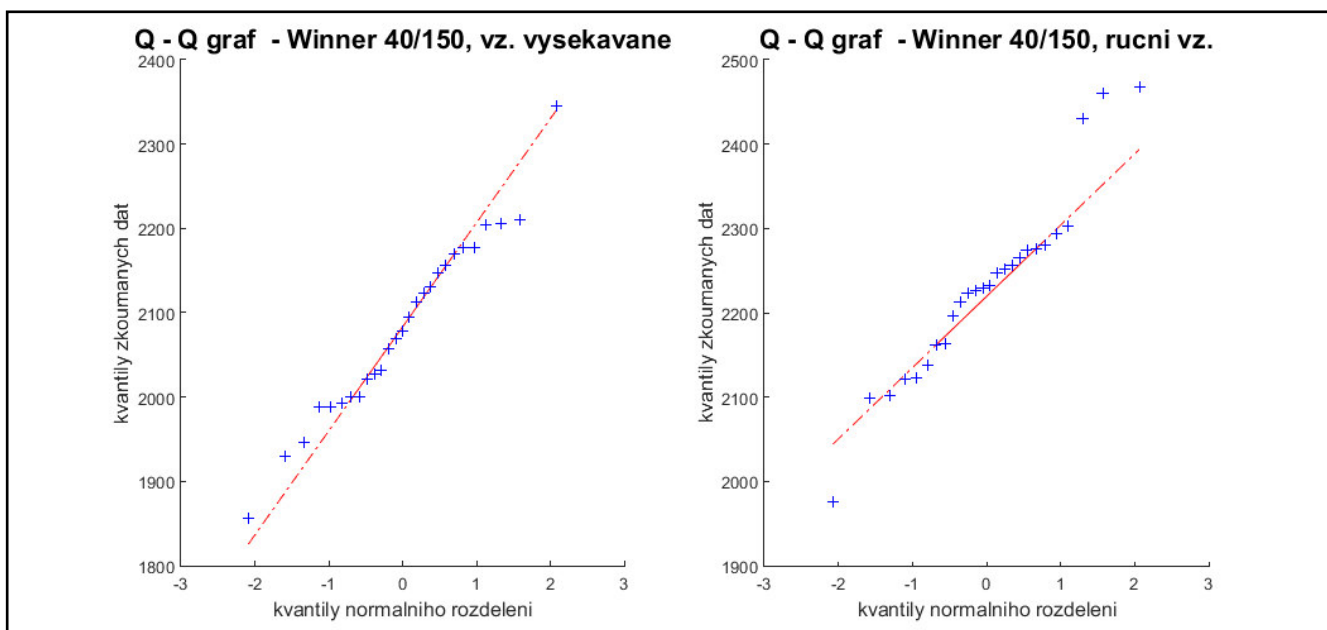 Q - Q graf - Winner 40/150, vz. vysekavane
2400
2300
2200
2100
2000
1900
1800
-3 -2 -1 0 1 2 3
kvantily zkoumanych dat
kvantily normalniho rozdeleni
Q - Q graf - Winner 40/150, rucni vz.
2500
2400
2300
2200
2100
2000
1900
-3 -2 -1 0 1 2 3
kvantily zkoumanych dat
kvantily normalniho rozdeleni